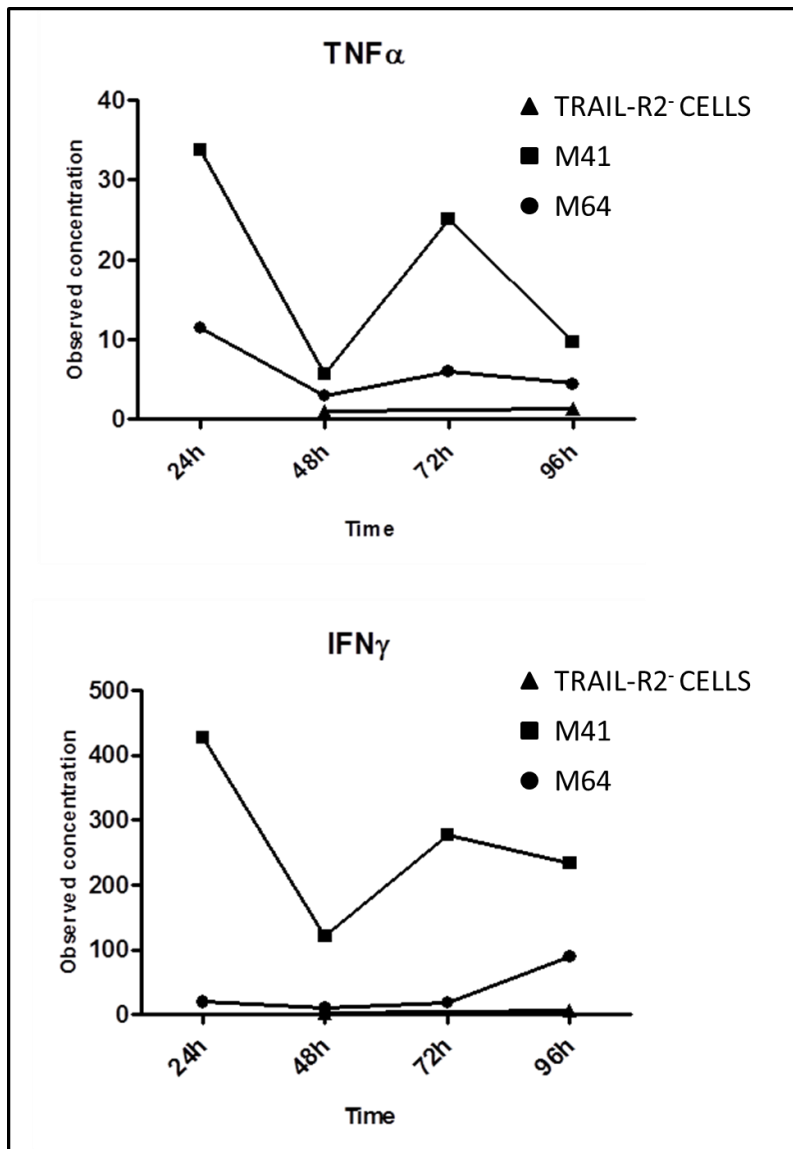 TNFα
40
30
20
10
0
Observed concentration
24h
48h
72h
96h
Time
TRAIL-R2⁻ CELLS
M41
M64
IFNγ
500
400
300
200
100
0
Observed concentration
24h
48h
72h
96h
Time
TRAIL-R2⁻ CELLS
M41
M64